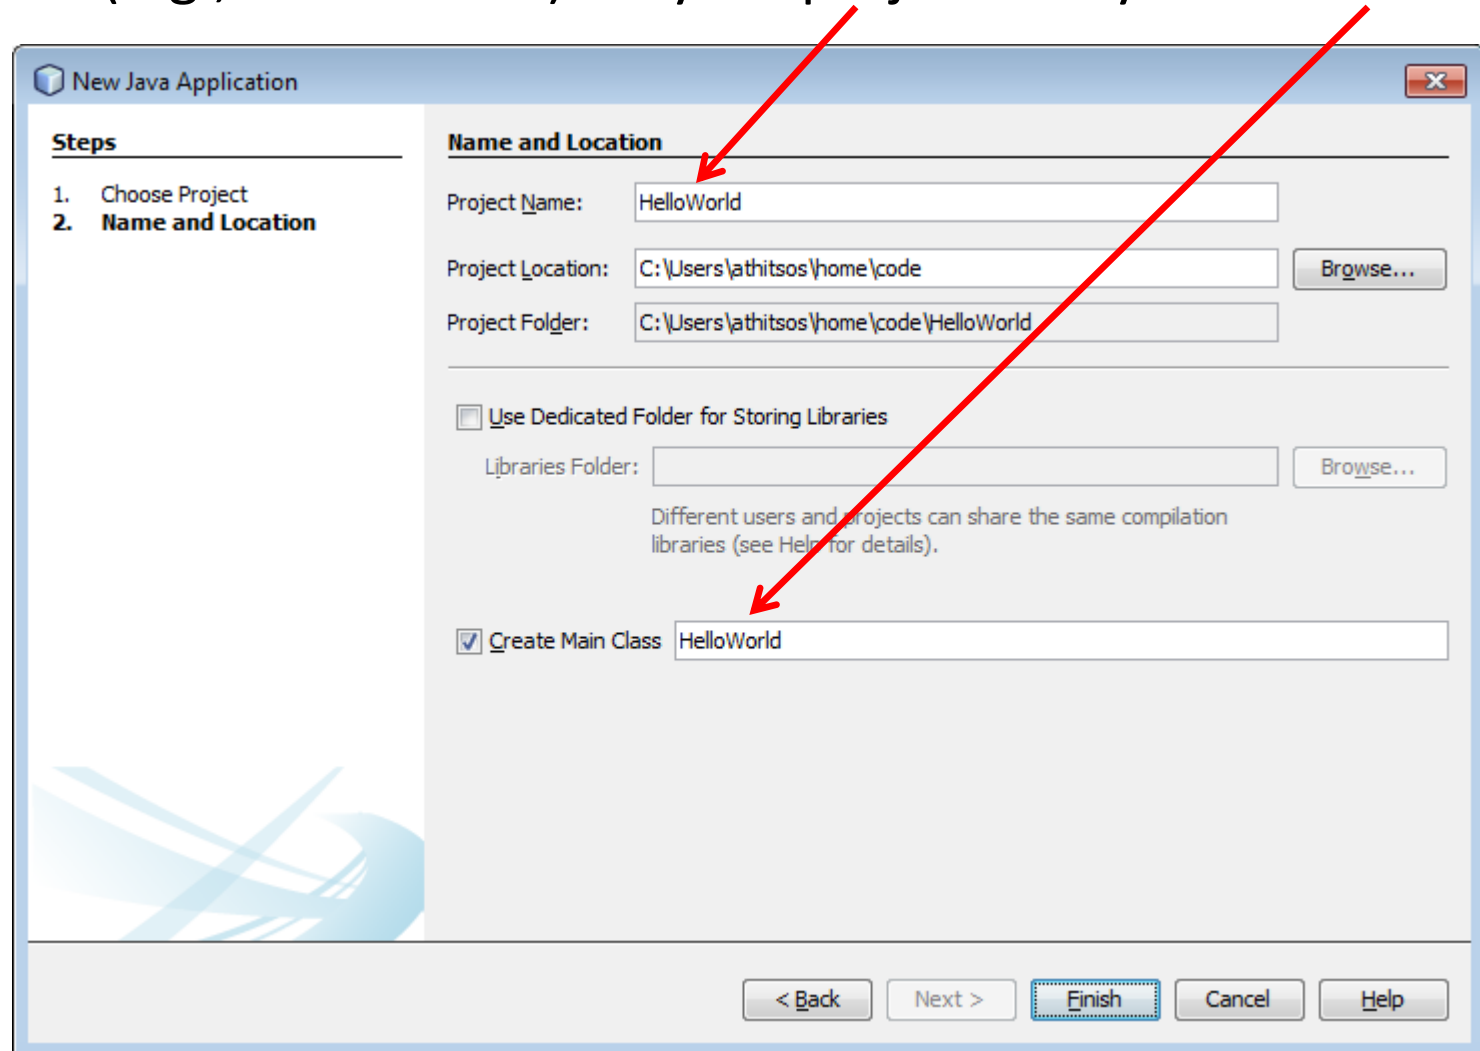 New Java Application
Steps
1. Choose Project
2. Name and Location
Name and Location
Project Name: HelloWorld
Project Location: C:\Users\athitsos\home\code Browse...
Project Folder: C:\Users\athitsos\home\code\HelloWorld
Use Dedicated Folder for Storing Libraries
Libraries Folder: Browse...
Different users and projects can share the same compilation
libraries (see Help for details).
Create Main Class HelloWorld
< Back Next > Finish Cancel Help